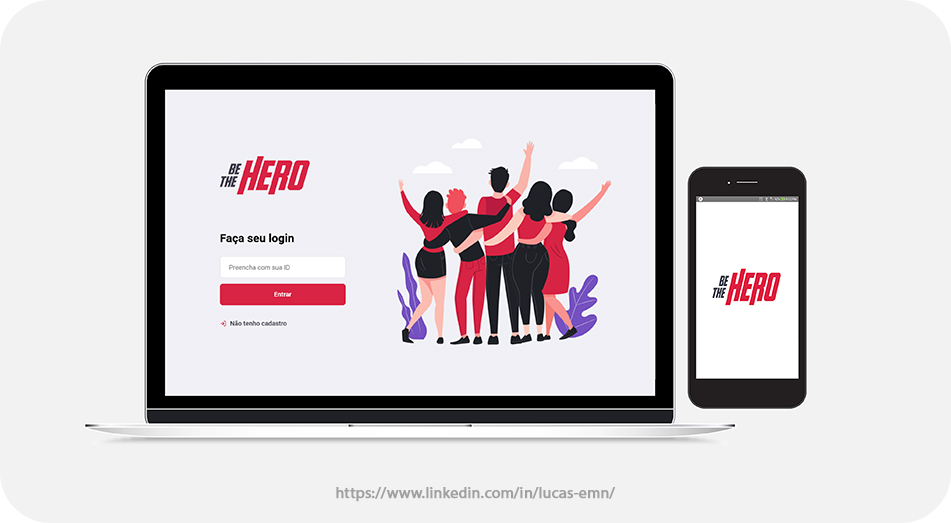 BE
THE HERO
Faça seu login
Preencha com sua ID
Entrar
Não tenho cadastro
BE
THE HERO
https://www.linkedin.com/in/lucas-emn/